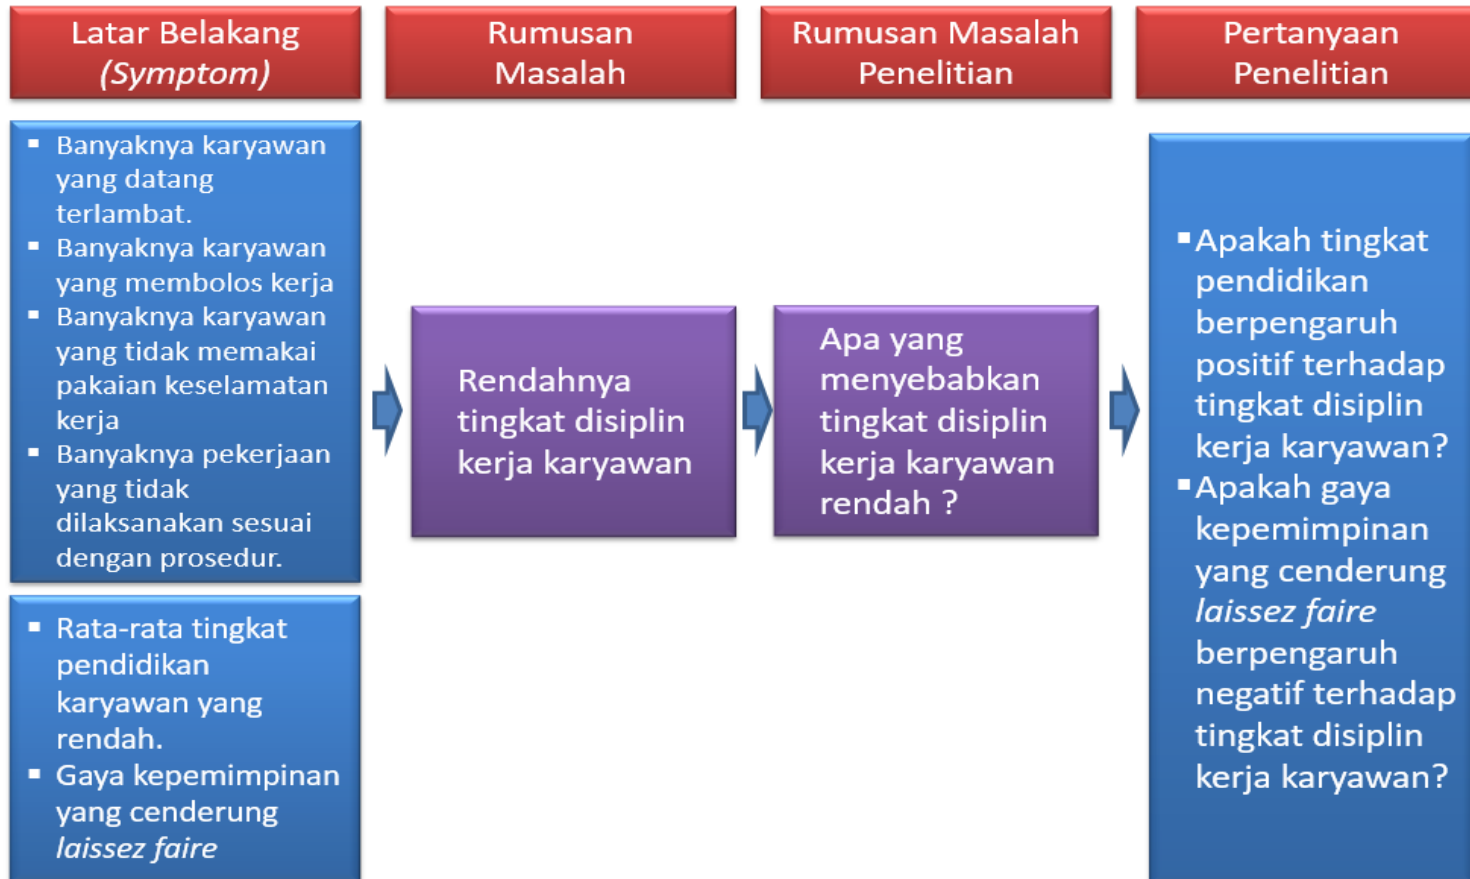 Latar Belakang
(Symptom)
Rumusan
Masalah
Rumusan Masalah
Penelitian
Pertanyaan
Penelitian
▪ Banyaknya karyawan
yang datang
terlambat.
▪ Banyaknya karyawan
yang membolos kerja
▪ Banyaknya karyawan
yang tidak memakai
pakaian keselamatan
kerja
▪ Banyaknya pekerjaan
yang tidak
dilaksanakan sesuai
dengan prosedur.
▪ Rata-rata tingkat
pendidikan
karyawan yang
rendah.
▪ Gaya kepemimpinan
yang cenderung
laissez faire
Rendahnya
tingkat disiplin
kerja karyawan
Apa yang
menyebabkan
tingkat disiplin
kerja karyawan
rendah ?
▪ Apakah tingkat
pendidikan
berpengaruh
positif terhadap
tingkat disiplin
kerja karyawan?
▪ Apakah gaya
kepemimpinan
yang cenderung
laissez faire
berpengaruh
negatif terhadap
tingkat disiplin
kerja karyawan?